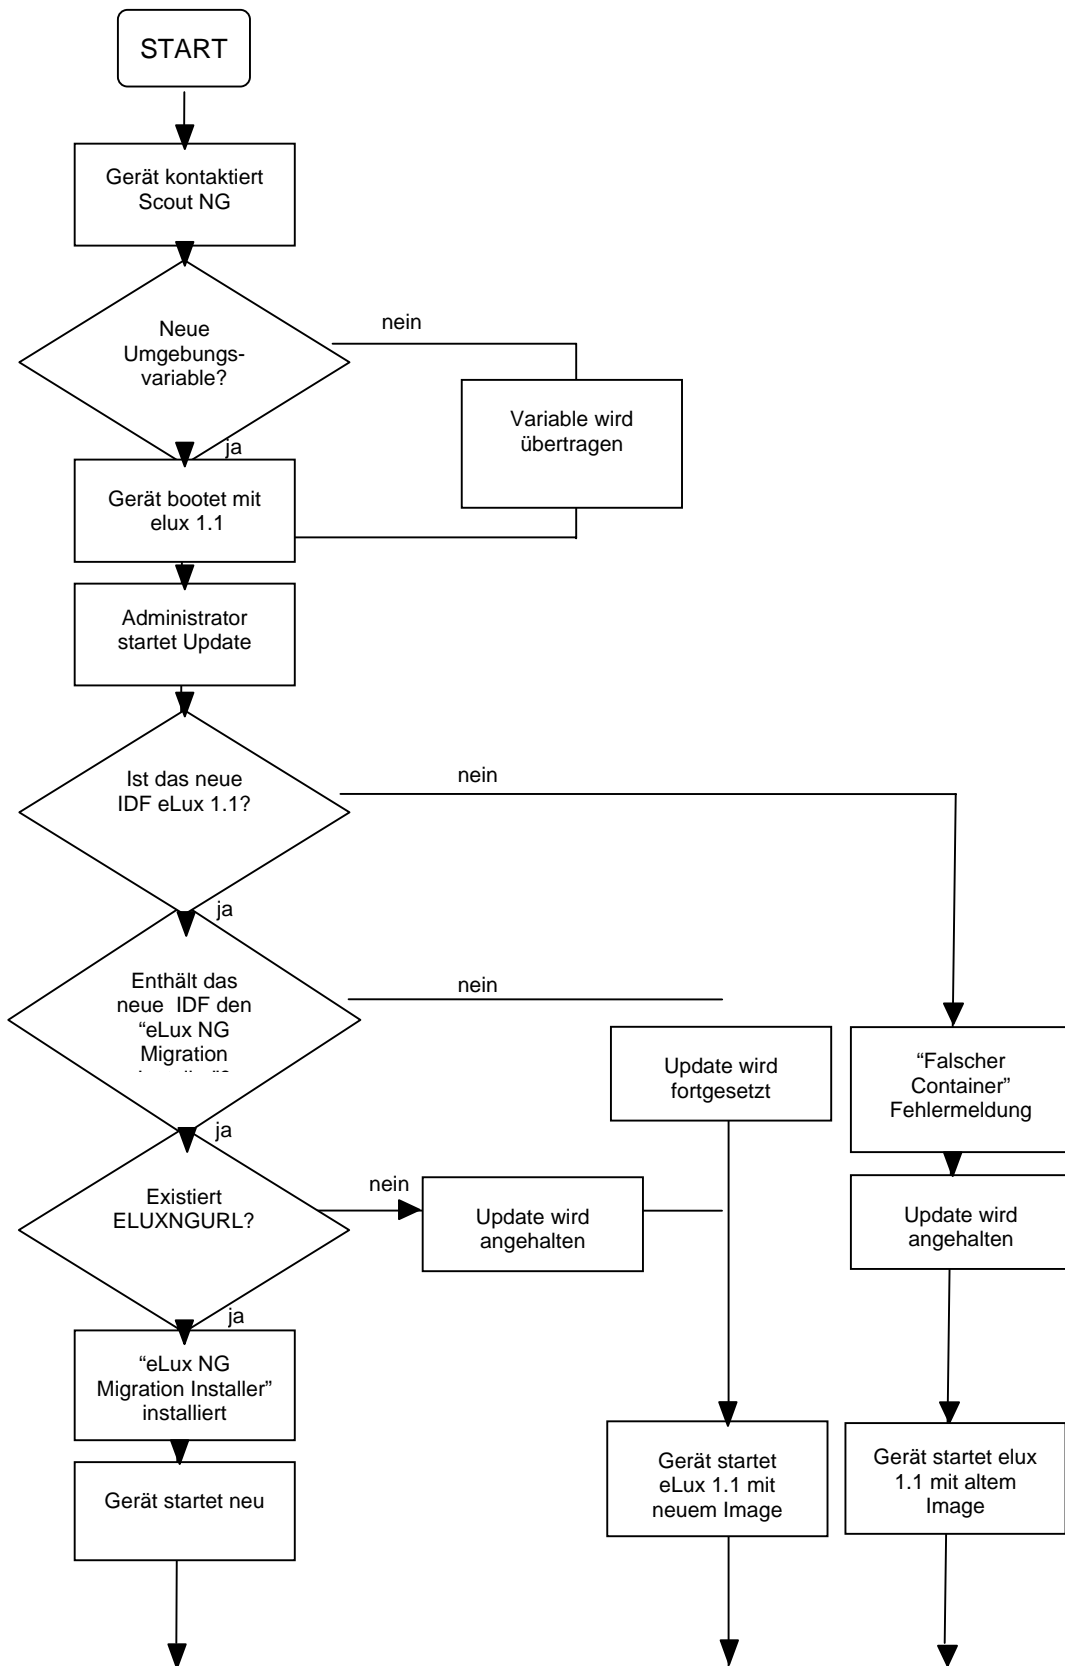 START
Gerät kontaktiert
Scout NG
Neue
Umgebungs-
variable?
nein
Variable wird
übertragen
ja
Gerät bootet mit
elux 1.1
Administrator
startet Update
Ist das neue
IDF eLux 1.1?
nein
ja
Enthält das
neue IDF den
“eLux NG
Migration
nein
Update wird
fortgesetzt
“Falscher
Container”
Fehlermeldung
ja
Existiert
ELUXNGURL?
nein
Update wird
angehalten
Update wird
angehalten
ja
“eLux NG
Migration Installer”
installiert
Gerät startet neu
Gerät startet
eLux 1.1 mit
neuem Image
Gerät startet elux
1.1 mit altem
Image